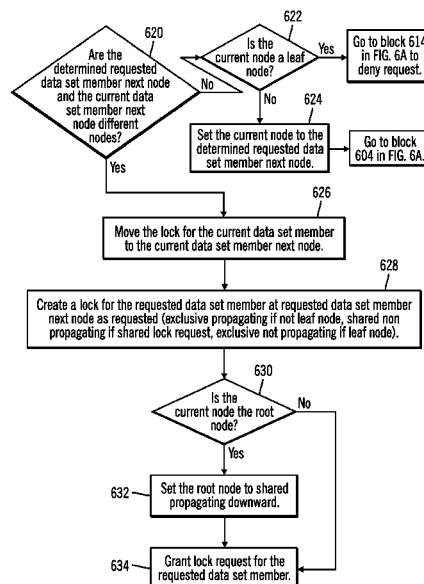 620
Are the
determined requested
data set member next node
and the current data
set member next
node different
nodes?
No
Yes
622
Is the
current node a leaf
node?
Yes
No
Go to block 614
in FIG. 6A to
deny request.
624
Set the current node to the
determined requested data
set member next node.
Go to block
604 in FIG. 6A.
626
Move the lock for the current data set member
to the current data set member next node.
628
Create a lock for the requested data set member at requested data set member
next node as requested (exclusive propagating if not leaf node, shared non
propagating if shared lock request, exclusive not propagating if leaf node).
630
Is the
current node the root
node?
No
Yes
632
Set the root node to shared
propagating downward.
634
Grant lock request for the
requested data set member.